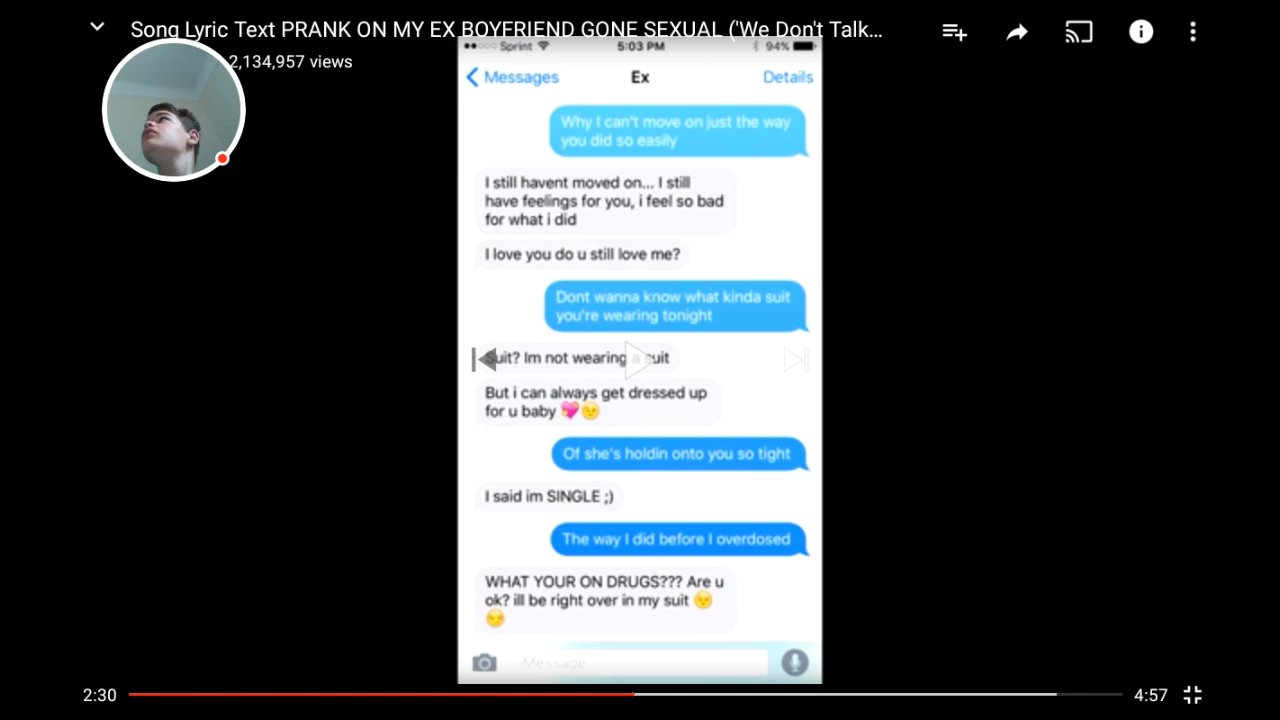 Song Lyric Text PRANK ON MY EX BOYFRIEND GONE SEXUAL ('We Don't Talk...
2,134,957 views
Sprint 5:03 PM 94%
Messages Ex Details
Why I can't move on just the way
you did so easily
I still havent moved on... I still
have feelings for you, i feel so bad
for what i did
I love you do u still love me?
Dont wanna know what kinda suit
you're wearing tonight
Suit? Im not wearing a suit
But i can always get dressed up
for u baby 💖😉
Of she's holdin onto you so tight
I said im SINGLE ;)
The way I did before I overdosed
WHAT YOUR ON DRUGS??? Are u
ok? ill be right over in my suit 😉
😏
iMessage
2:30 4:57